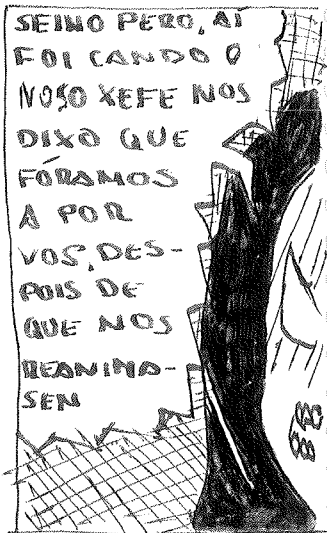 SEINO PERO, AÍ
FOI CANDO O
NOSO XEFE NOS
DIXO QUE
FÓRAMOS
A POR
VOS, DES-
POIS DE
QUE NOS
REANIMA-
SEN